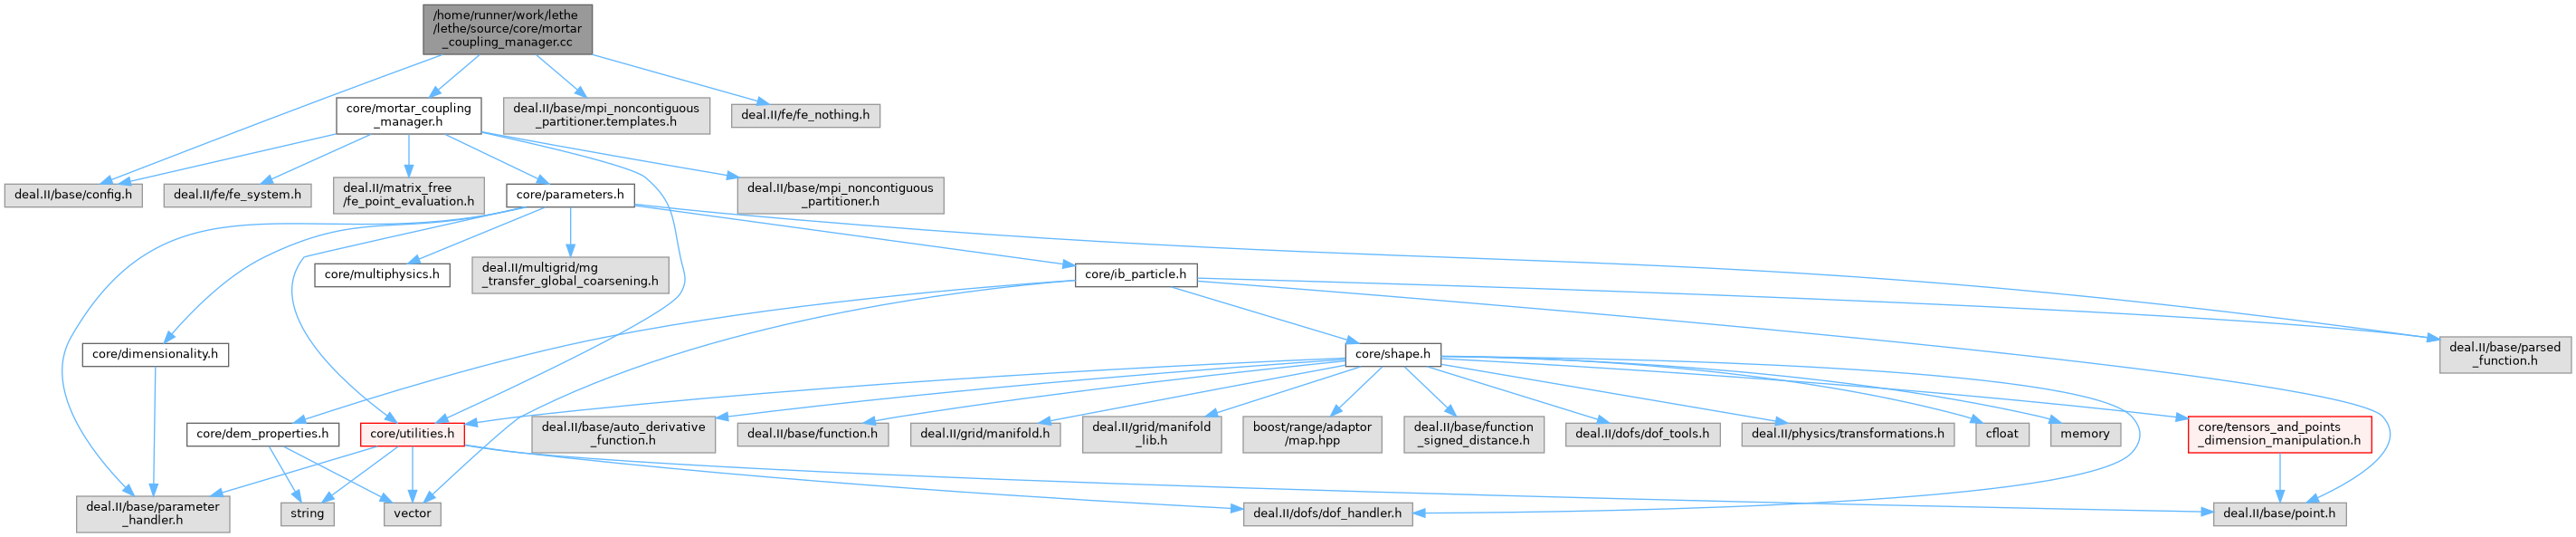 /home/runner/work/lethe
/lethe/source/core/mortar
_coupling_manager.cc
core/mortar_coupling
_manager.h
deal.II/base/mpi_noncontiguous
_partitioner.templates.h
deal.II/fe/fe_nothing.h
deal.II/base/config.h
deal.II/fe/fe_system.h
deal.II/matrix_free
/fe_point_evaluation.h
core/parameters.h
deal.II/base/mpi_noncontiguous
_partitioner.h
core/multiphysics.h
deal.II/multigrid/mg
_transfer_global_coarsening.h
core/ib_particle.h
core/dimensionality.h
core/shape.h
deal.II/base/parsed
_function.h
core/dem_properties.h
core/utilities.h
deal.II/base/auto_derivative
_function.h
deal.II/base/function.h
deal.II/grid/manifold.h
deal.II/grid/manifold
_lib.h
boost/range/adaptor
/map.hpp
deal.II/base/function
_signed_distance.h
deal.II/dofs/dof_tools.h
deal.II/physics/transformations.h
cfloat
memory
core/tensors_and_points
_dimension_manipulation.h
deal.II/base/parameter
_handler.h
string
vector
deal.II/dofs/dof_handler.h
deal.II/base/point.h